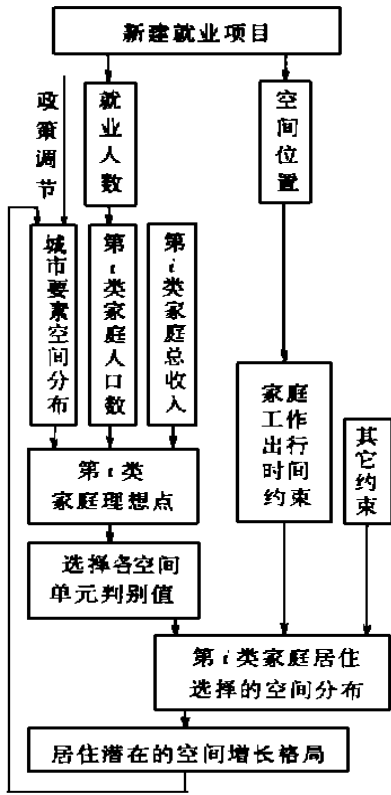 新建就业项目
政策调节
就业人数
空间位置
城市要素空间分布
第i类家庭人口数
第i类家庭总收入
家庭
工作
出行
时间
约束
其它约束
第i类
家庭理想点
选择各空间
单元判别值
第i类家庭居住
选择的空间分布
居住潜在的空间增长格局